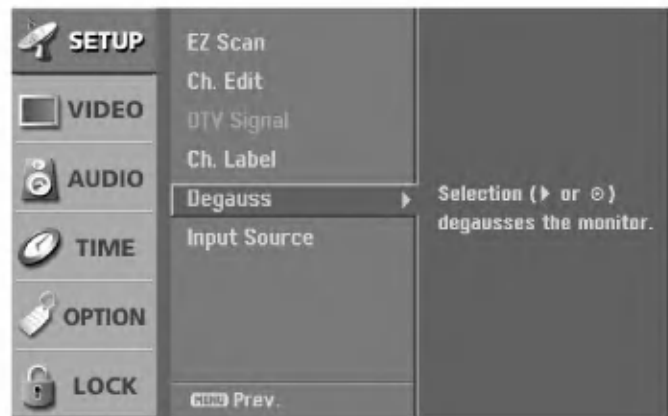 SETUP
VIDEO
AUDIO
TIME
OPTION
LOCK
EZ Scan
Ch. Edit
DTV Signal
Ch. Label
Degauss ▶
Input Source
MENU Prev.
Selection (▶ or ⊙)
degausses the monitor.